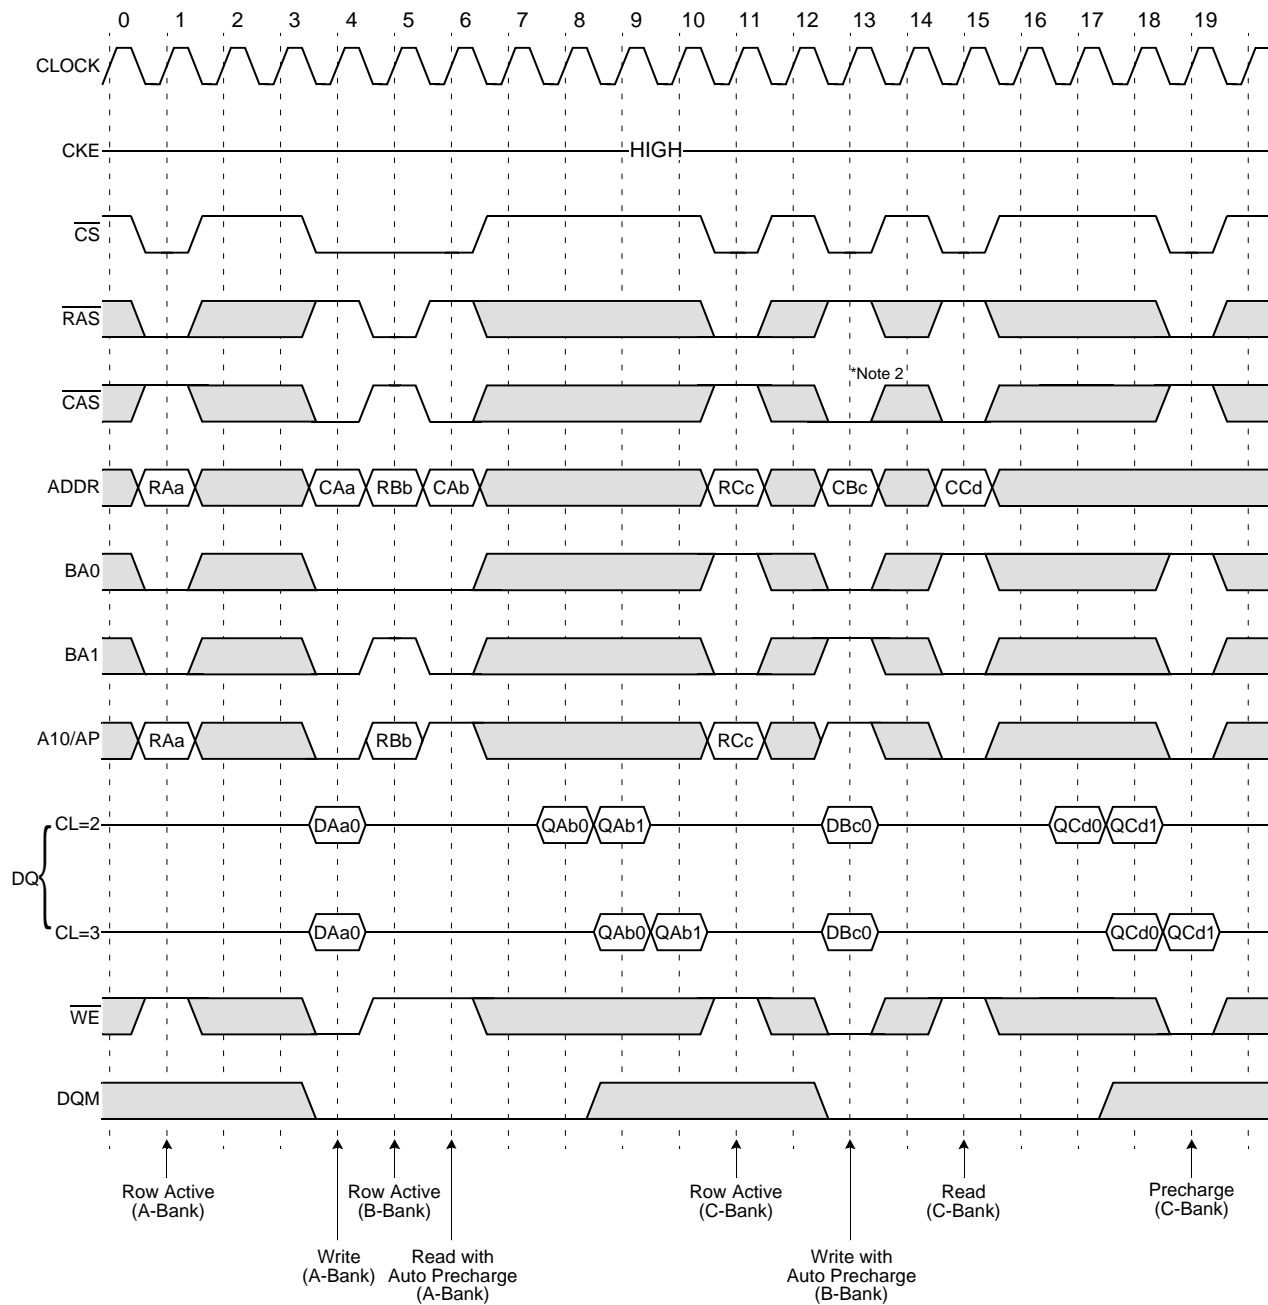 0 1 2 3 4 5 6 7 8 9 10 11 12 13 14 15 16 17 18 19
CLOCK
CKE HIGH
CS
RAS
*Note 2
CAS
ADDR RAa CAa RBb CAb RCc CBc CCd
BA0
BA1
A10/AP RAa RBb RCc
CL=2 DAa0 QAb0 QAb1 DBc0 QCd0 QCd1
DQ
CL=3 DAa0 QAb0 QAb1 DBc0 QCd0 QCd1
WE
DQM
Row Active Row Active Row Active Read Precharge
(A-Bank) (B-Bank) (C-Bank) (C-Bank) (C-Bank)
Write Read with Write with
(A-Bank) Auto Precharge Auto Precharge
(A-Bank) (B-Bank)